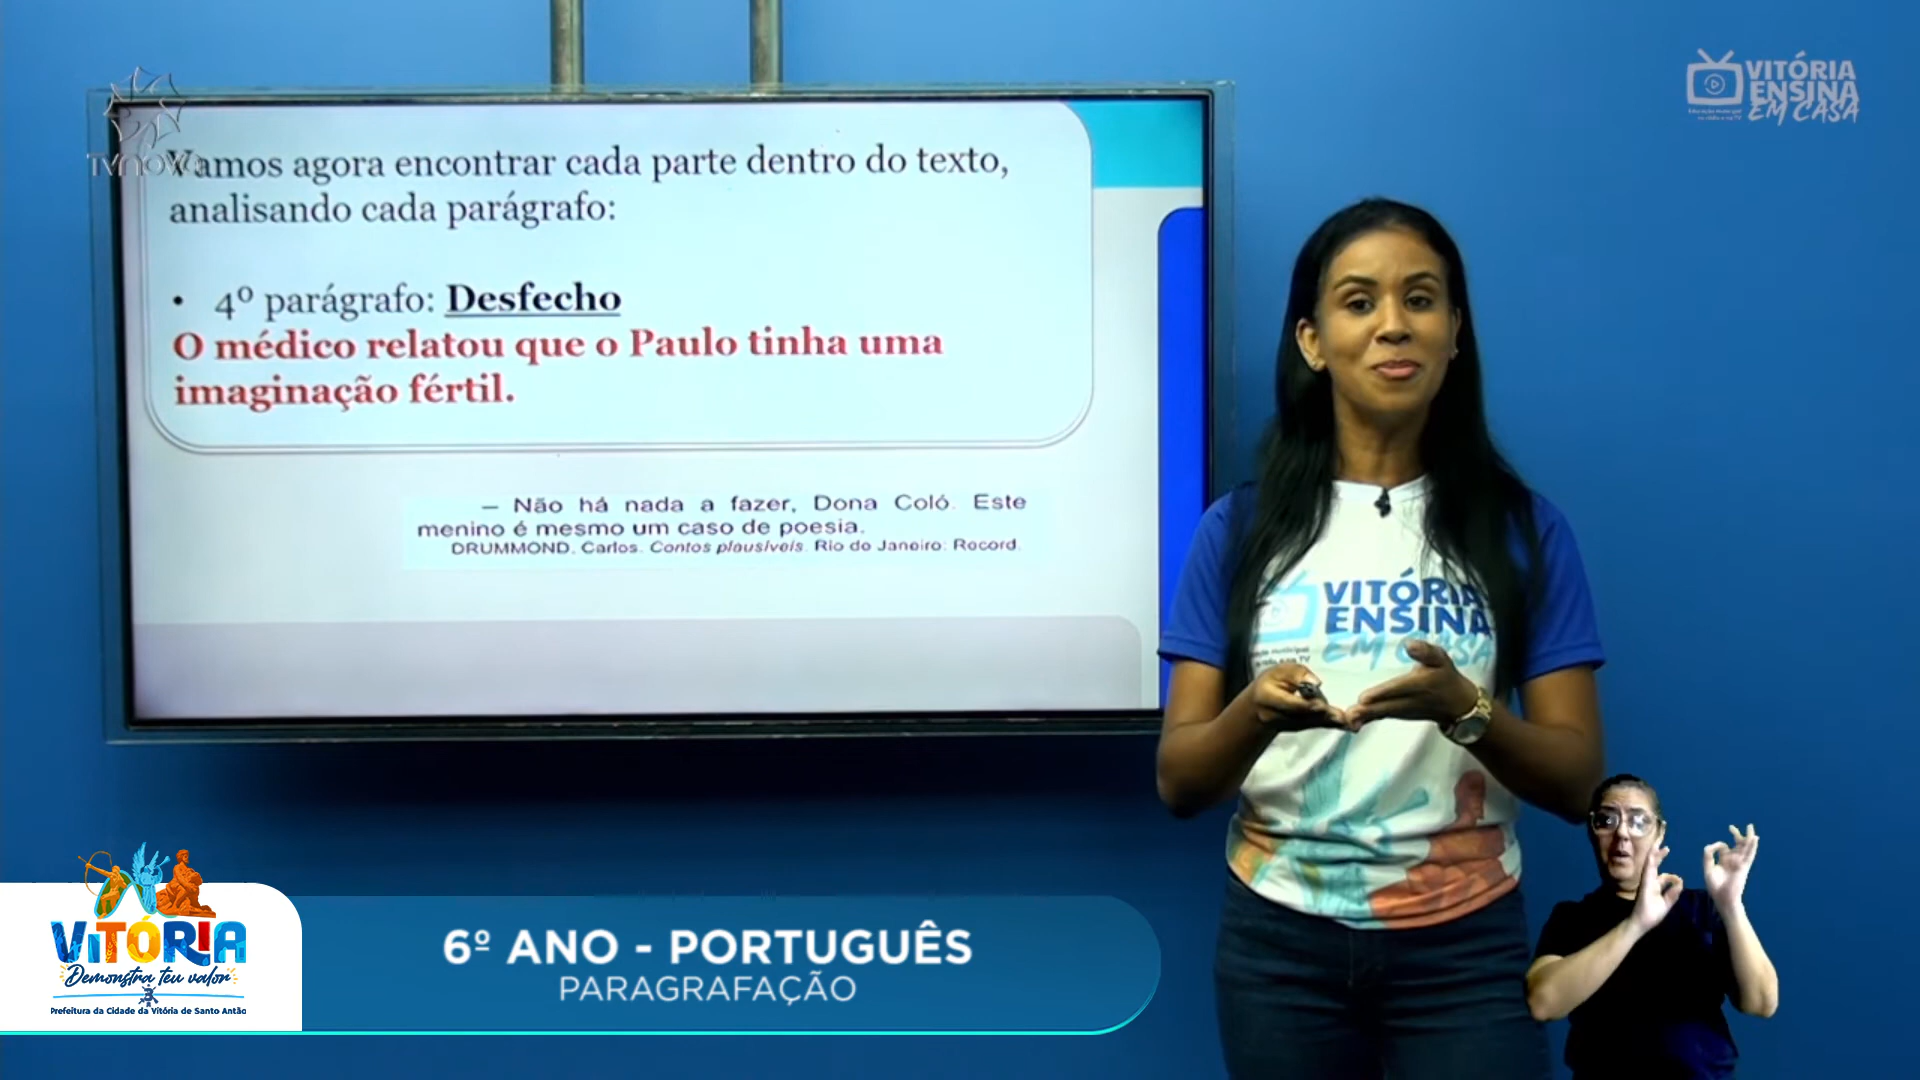 TVNOVA
Vamos agora encontrar cada parte dentro do texto,
analisando cada parágrafo:
• 4º parágrafo: Desfecho
O médico relatou que o Paulo tinha uma
imaginação fértil.
— Não há nada a fazer, Dona Coló. Este
menino é mesmo um caso de poesia.
DRUMMOND. Carlos. Contos plausíveis. Rio de Janeiro: Record.
VITÓRIA
ENSINA
EM CASA
VITÓRIA
ENSINA
EM CASA
VITÓRIA
Demonstra teu valor
Prefeitura da Cidade da Vitória de Santo Antão
6º ANO - PORTUGUÊS
PARAGRAFAÇÃO